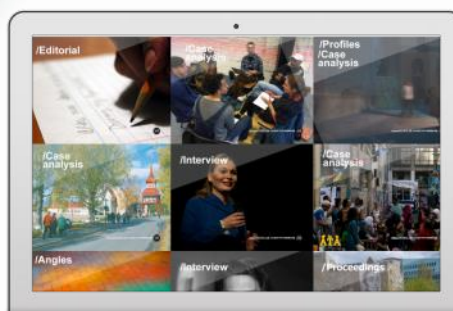 /Editorial
/Case
analysis
/Profiles
/Case
analysis
/Case
analysis
/Interview
/Case
analysis
/Angles
/Interview
/Proceedings